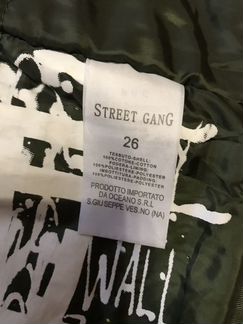 STREET GANG
26
TESSUTO-SHELL:
100%COTONE-COTTON
FODERA-LINING:
100%POLIESTERE-POLYESTER
IMBOTTITURA-PADDING:
100%POLIESTERE-POLYESTER
PRODOTTO IMPORTATO
DA OCEANO S.R.L
S.GIUSEPPE VES.NO (NA)
WALL